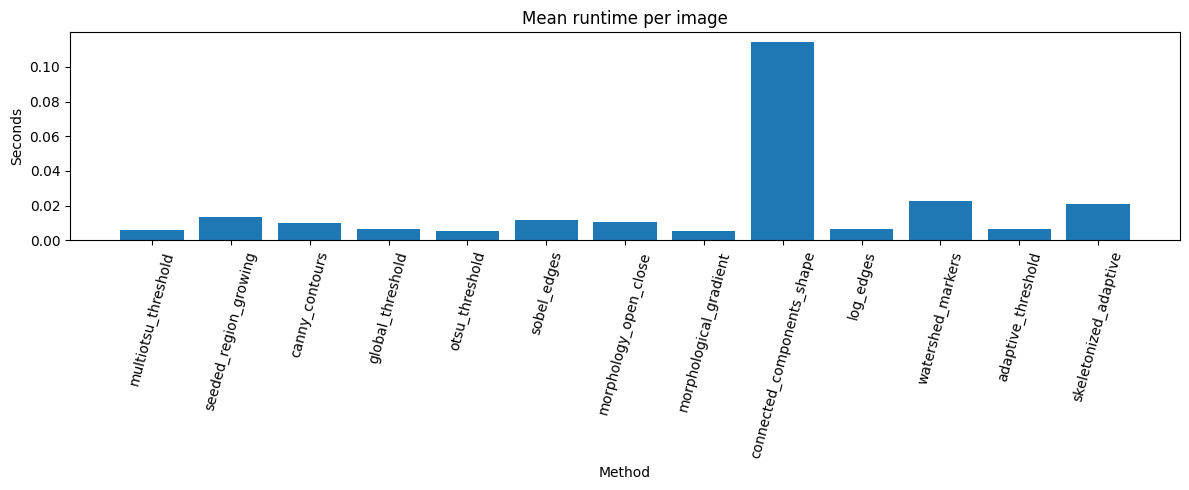 Mean runtime per image
Seconds
0.10
0.08
0.06
0.04
0.02
0.00
multiotsu_threshold
seeded_region_growing
canny_contours
global_threshold
otsu_threshold
sobel_edges
morphology_open_close
morphological_gradient
connected_components_shape
log_edges
watershed_markers
adaptive_threshold
skeletonized_adaptive
Method